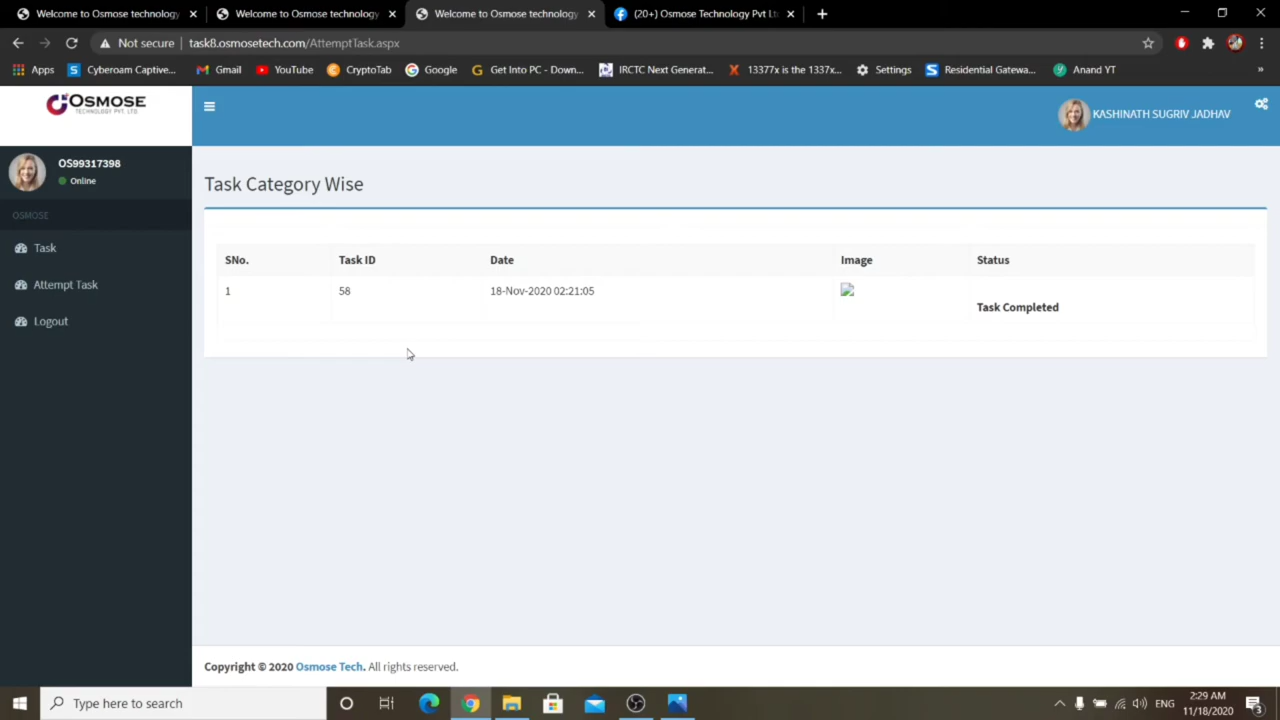 Welcome to Osmose technology
Welcome to Osmose technology
Welcome to Osmose technology
(20+) Osmose Technology Pvt Lt
Not secure
task8.osmosetech.com/AttemptTask.aspx
Apps
Cyberoam Captive...
Gmail
YouTube
CryptoTab
Google
Get Into PC - Down...
IRCTC Next Generat...
13377x is the 1337x...
Settings
Residential Gatewa...
Anand YT
»
OSMOSE
TECHNOLOGY PVT. LTD.
KASHINATH SUGRIV JADHAV
OS99317398
Online
OSMOSE
Task
Attempt Task
Logout
Task Category Wise
SNo. Task ID Date Image Status
1 58 18-Nov-2020 02:21:05
Task Completed
Copyright © 2020 Osmose Tech. All rights reserved.
Type here to search
ENG
2:29 AM
11/18/2020
3